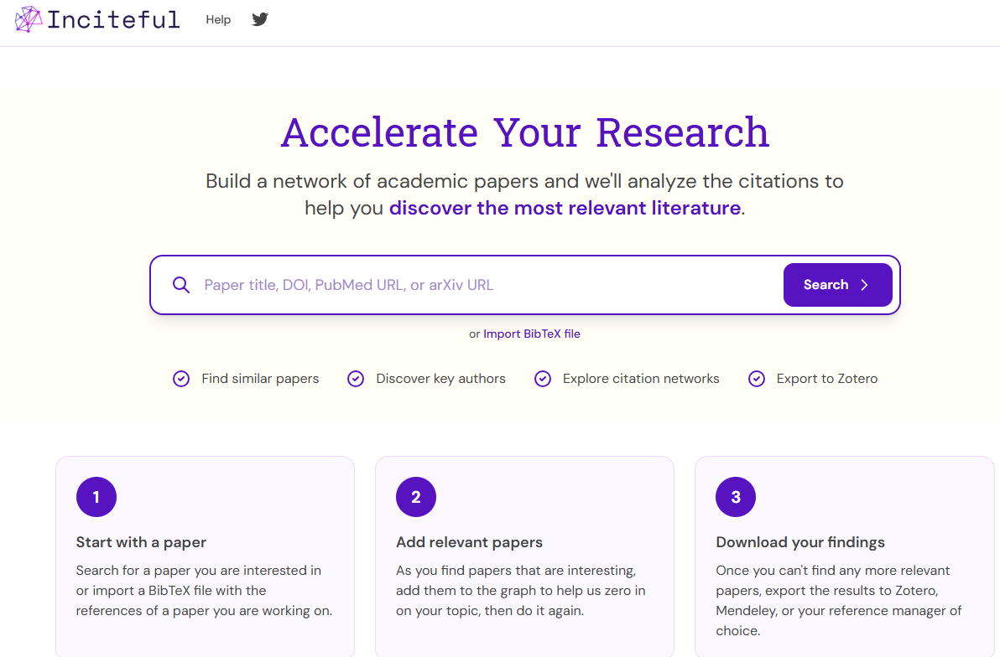 Inciteful
Help
Accelerate Your Research
Build a network of academic papers and we'll analyze the citations to
help you discover the most relevant literature.
Paper title, DOI, PubMed URL, or arXiv URL
Search
or Import BibTeX file
Find similar papers
Discover key authors
Explore citation networks
Export to Zotero
1
Start with a paper
Search for a paper you are interested in
or import a BibTeX file with the
references of a paper you are working on.
2
Add relevant papers
As you find papers that are interesting,
add them to the graph to help us zero in
on your topic, then do it again.
3
Download your findings
Once you can't find any more relevant
papers, export the results to Zotero,
Mendeley, or your reference manager of
choice.